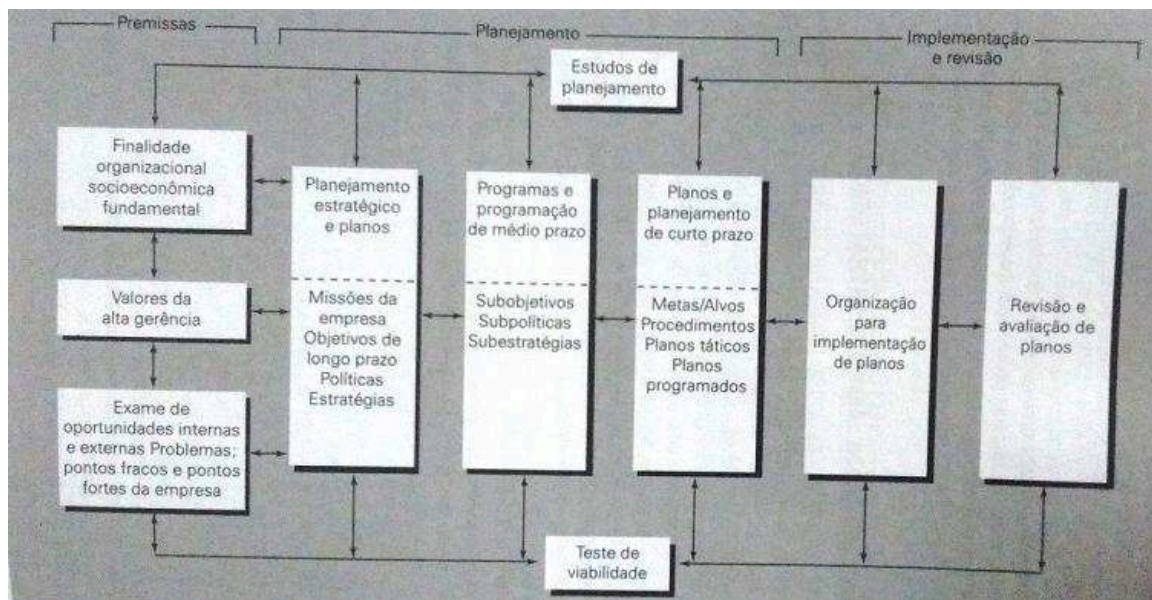 Premissas
Planejamento
Implementação
e revisão
Estudos de
planejamento
Finalidade
organizacional
socioeconômica
fundamental
Valores da
alta gerência
Exame de
oportunidades internas
e externas Problemas;
pontos fracos e pontos
fortes da empresa
Planejamento
estratégico
e planos
Missões da
empresa
Objetivos de
longo prazo
Políticas
Estratégias
Programas e
programação
de médio prazo
Subobjetivos
Subpolíticas
Subestratégias
Planos e
planejamento
de curto prazo
Metas/Alvos
Procedimentos
Planos táticos
Planos
programados
Organização
para
implementação
de planos
Revisão e
avaliação de
planos
Teste de
viabilidade